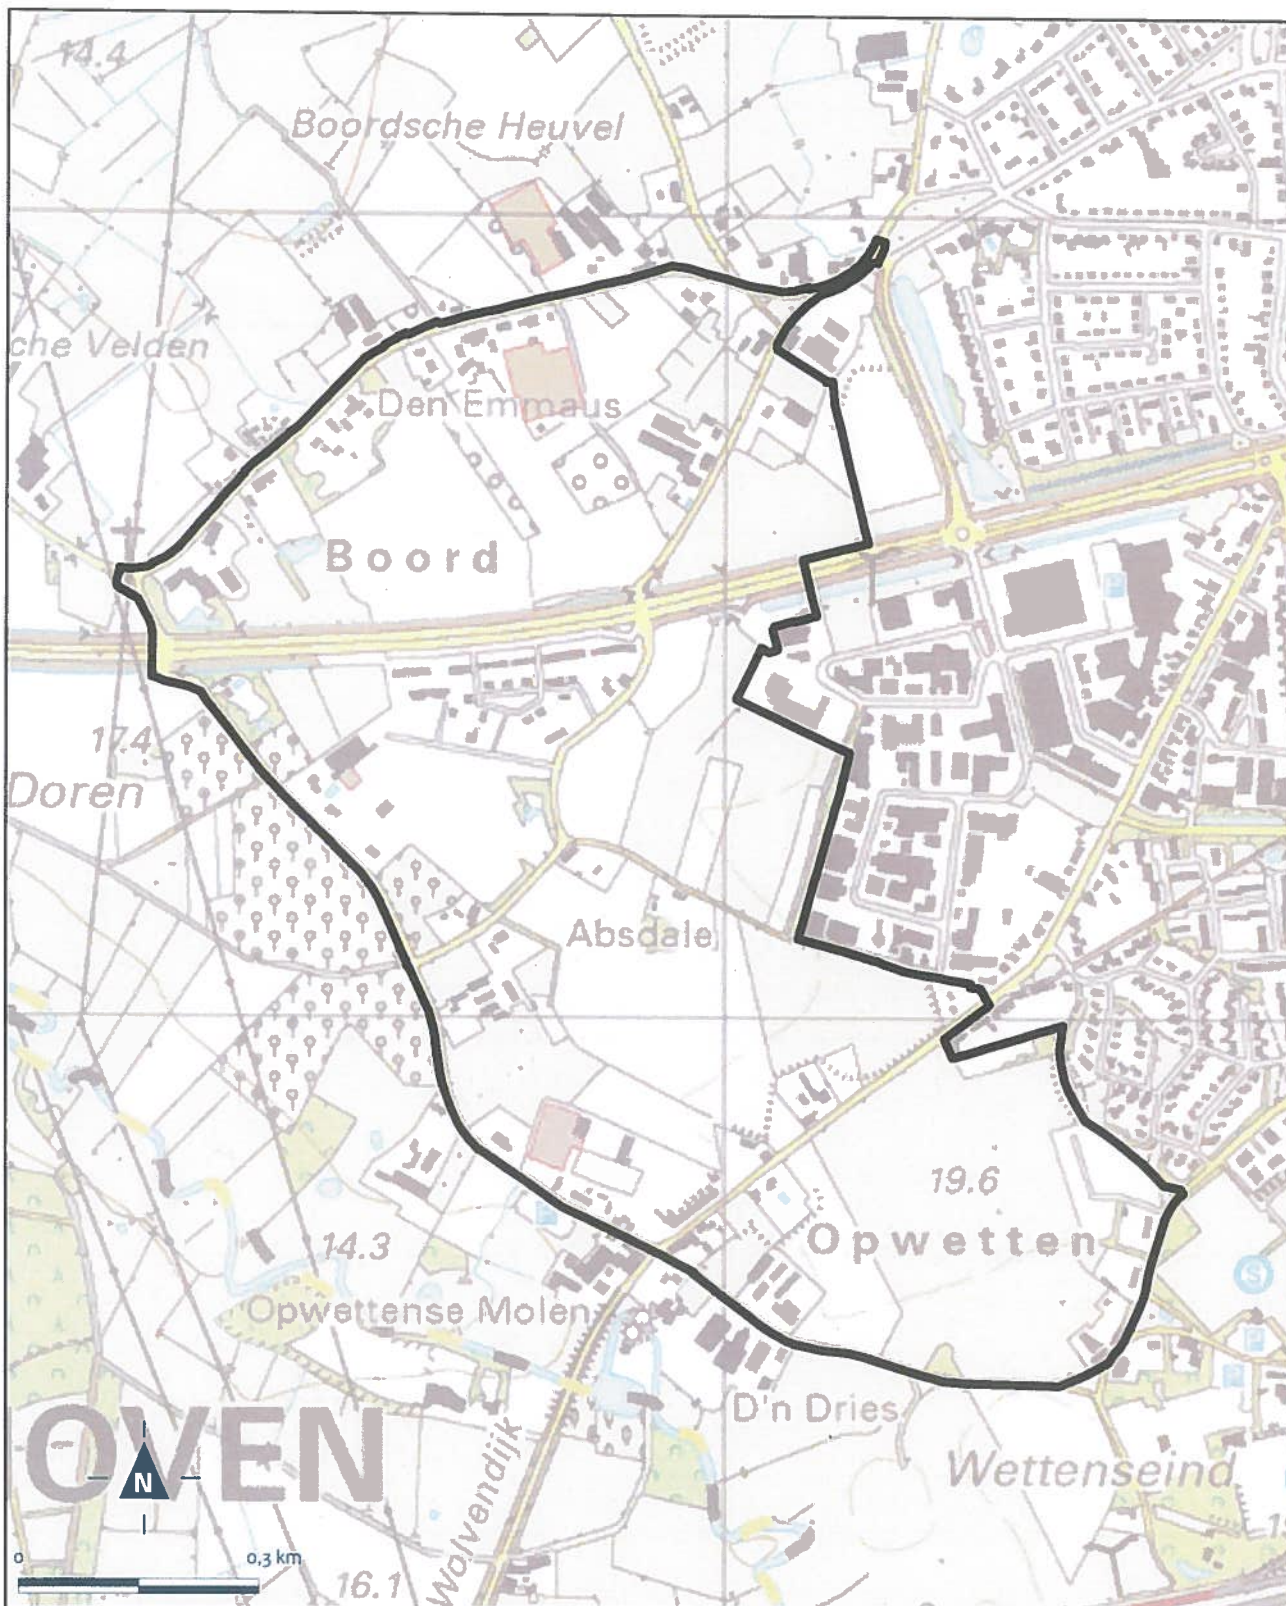 14.4
Boordsche Heuvel
che Velden
Den Emmaus
Boord
17.4
Doren
Absdale
19.6
Opwetten
14.3
Opwettense Molen
D'n Dries
OVEN
N
Wolvendijk
Wettenseind
0
0,3 km
16.1
S